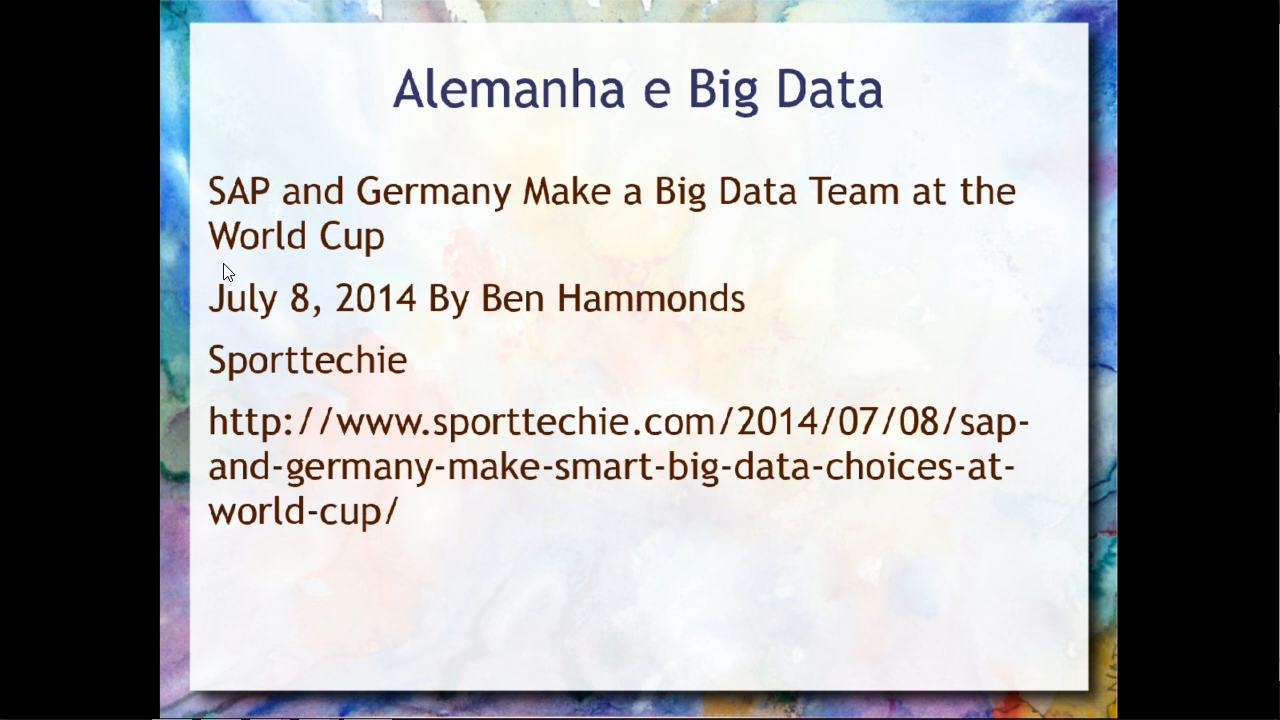 Alemanha e Big Data
SAP and Germany Make a Big Data Team at the
World Cup
July 8, 2014 By Ben Hammonds
Sporttechie
http://www.sporttechie.com/2014/07/08/sap-
and-germany-make-smart-big-data-choices-at-
world-cup/